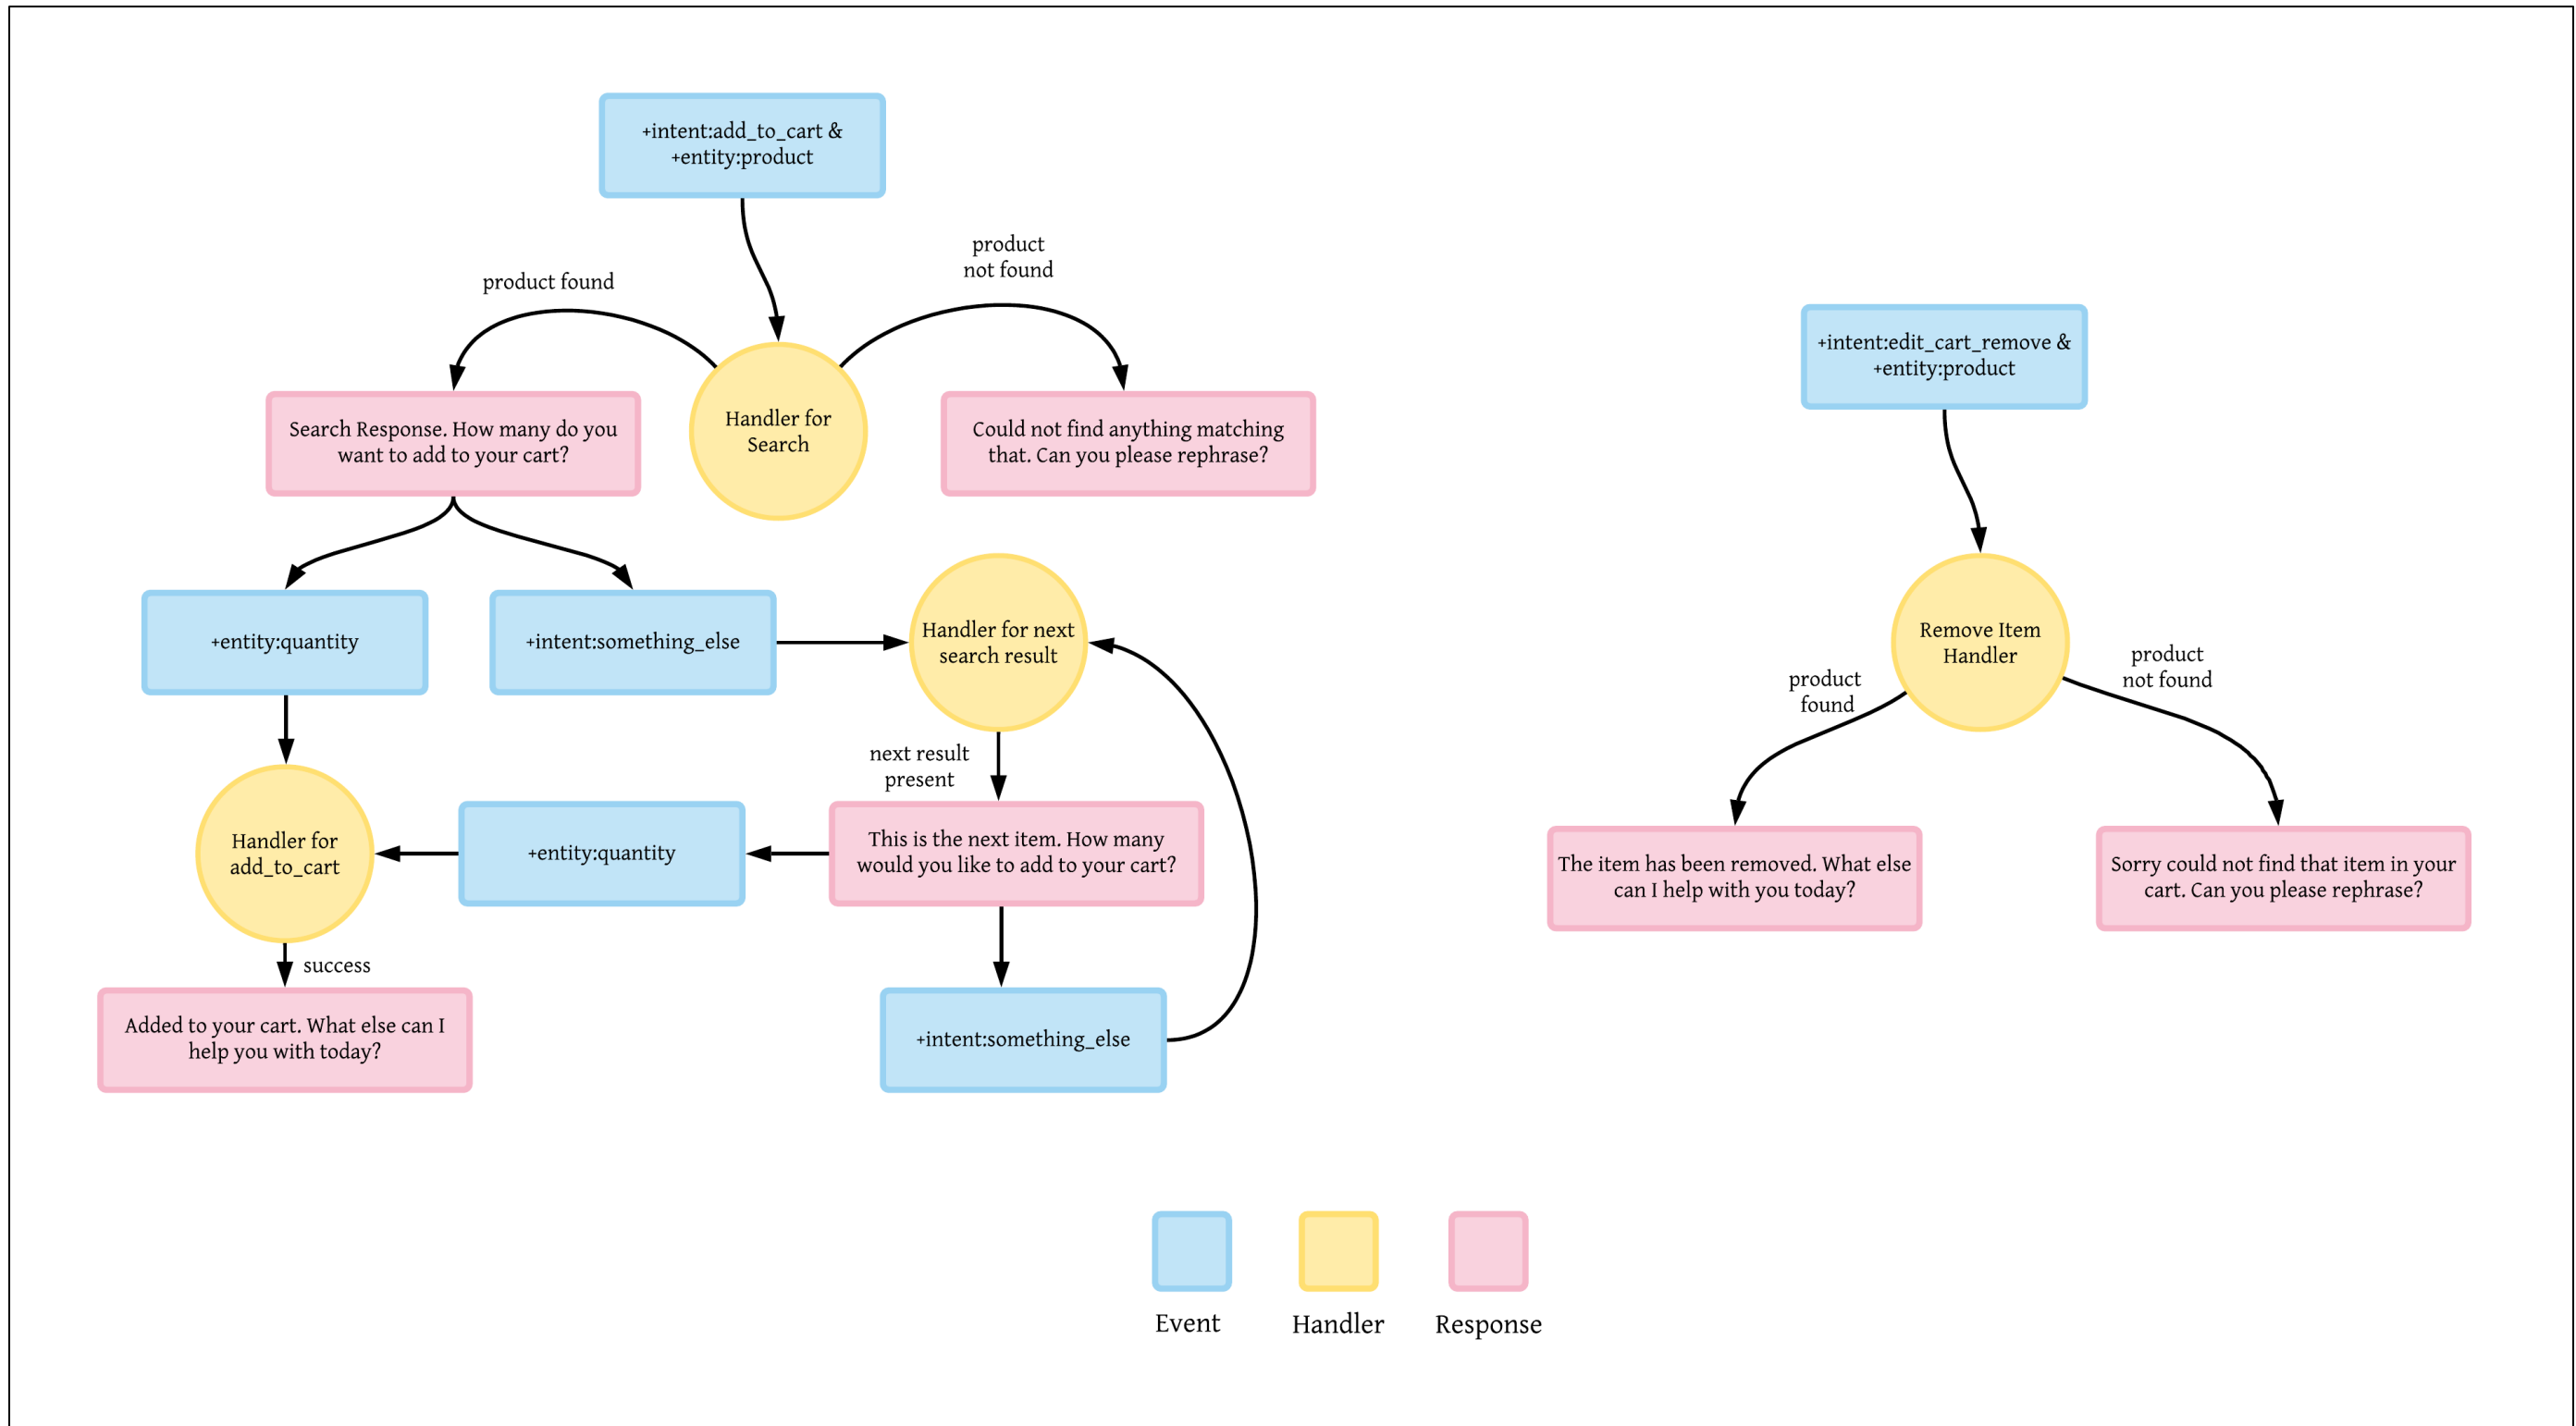 +intent:add_to_cart &
+entity:product
product found
product
not found
Search Response. How many do you
want to add to your cart?
Handler for
Search
Could not find anything matching
that. Can you please rephrase?
+entity:quantity
+intent:something_else
Handler for next
search result
next result
present
Handler for
add_to_cart
+entity:quantity
This is the next item. How many
would you like to add to your cart?
success
Added to your cart. What else can I
help you with today?
+intent:something_else
+intent:edit_cart_remove &
+entity:product
Remove Item
Handler
product
found
product
not found
The item has been removed. What else
can I help with you today?
Sorry could not find that item in your
cart. Can you please rephrase?
Event
Handler
Response